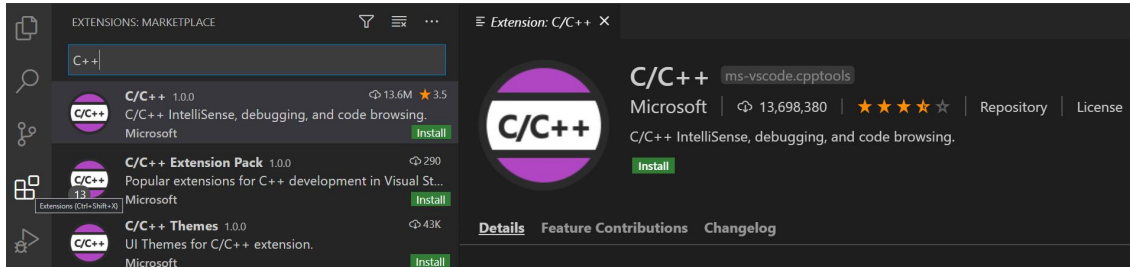 EXTENSIONS: MARKETPLACE
C++
C/C++
C/C++ 1.0.0 13.6M 3.5
C/C++ IntelliSense, debugging, and code browsing.
Microsoft Install
C/C++
13
C/C++ Extension Pack 1.0.0 290
Popular extensions for C++ development in Visual St...
Microsoft Install
Extensions (Ctrl+Shift+X)
C/C++
C/C++ Themes 1.0.0 43K
UI Themes for C/C++ extension.
Microsoft Install
Extension: C/C++
C/C++
C/C++ ms-vscode.cpptools
Microsoft 13,698,380 Repository License
C/C++ IntelliSense, debugging, and code browsing.
Install
Details Feature Contributions Changelog